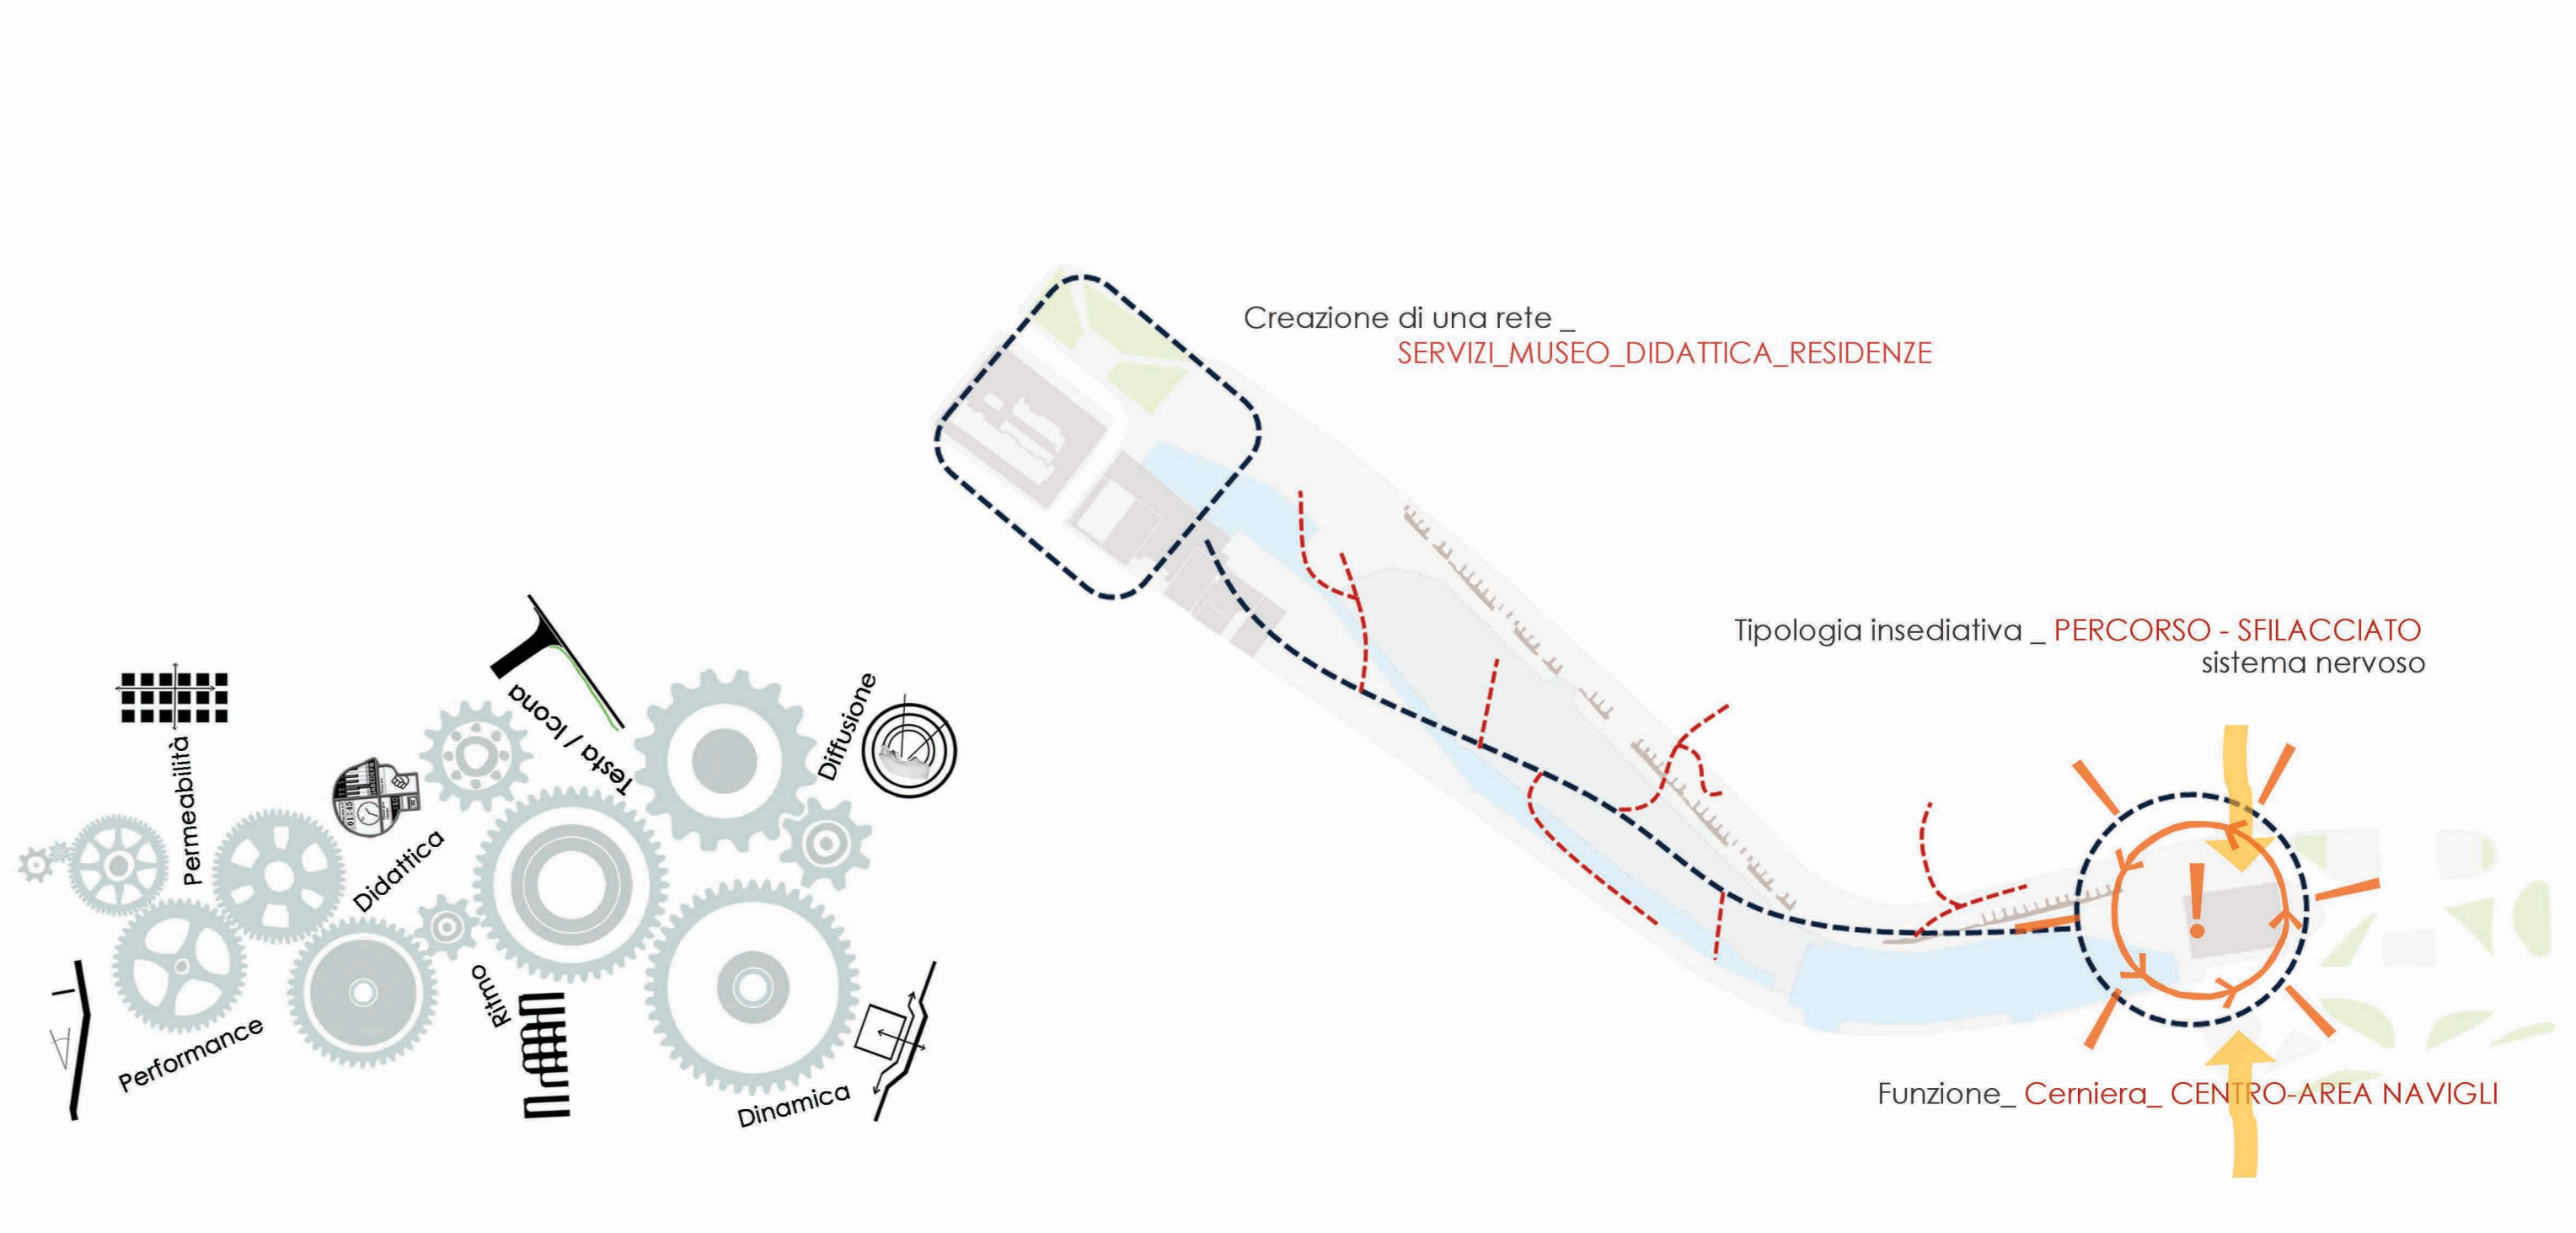 Creazione di una rete _
SERVIZI_MUSEO_DIDATTICA_RESIDENZE
Tipologia insediativa _ PERCORSO - SFILACCIATO
sistema nervoso
Funzione_ Cerniera_ CENTRO-AREA NAVIGLI
!
Permeabilità
Didattica
Testa / Icona
Diffusione
Performance
Ritmo
Dinamica